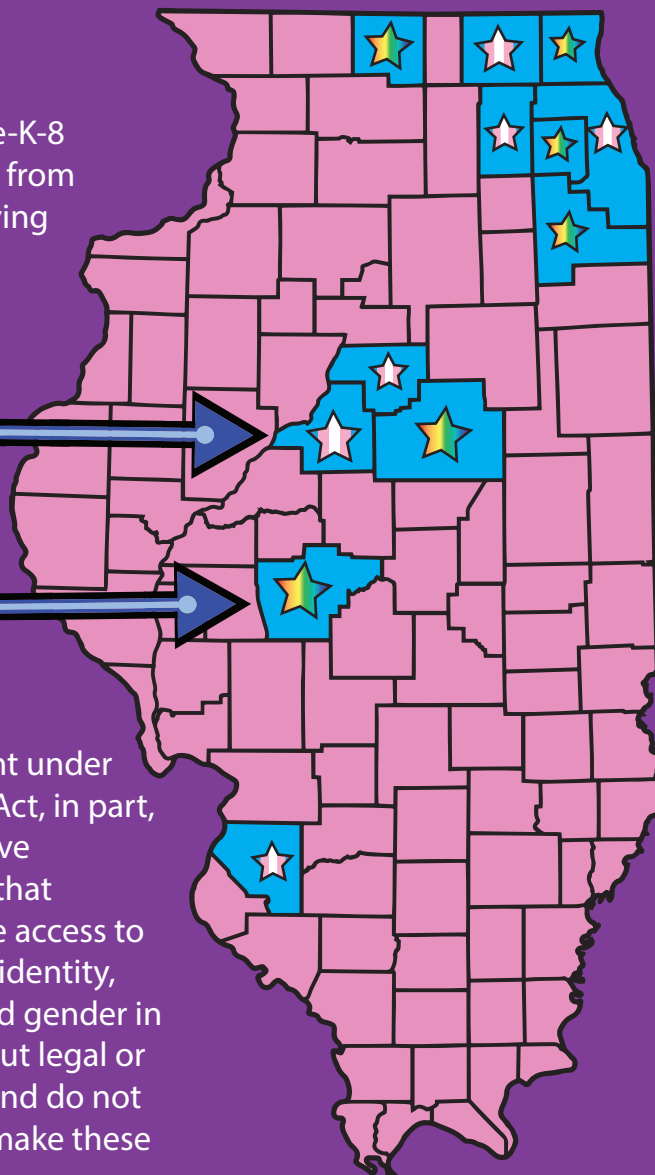 e-K-8
from
ing
nt under
Act, in part,
ve
that
e access to
identity,
d gender in
ut legal or
nd do not
make these